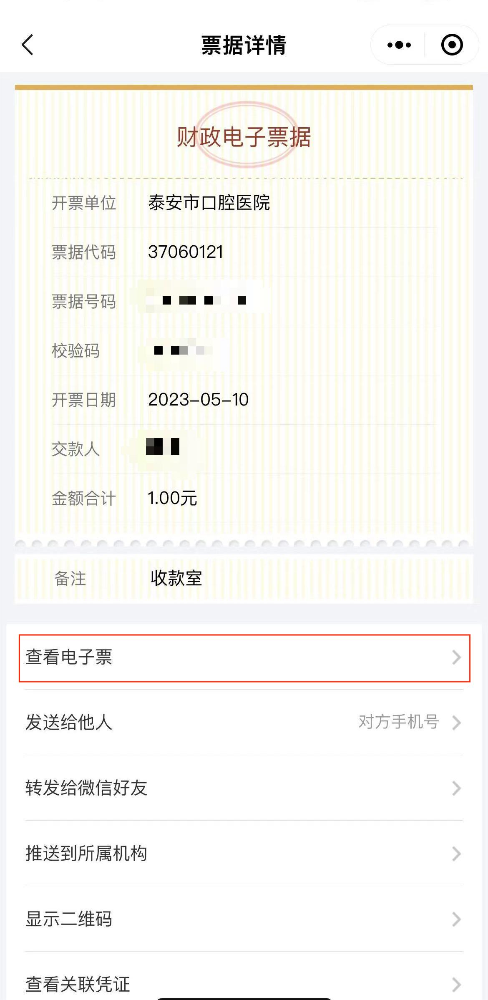 票据详情
财政电子票据
开票单位 泰安市口腔医院
票据代码 37060121
票据号码
校验码
开票日期 2023-05-10
交款人
金额合计 1.00元
备注 收款室
查看电子票
发送给他人 对方手机号
转发给微信好友
推送到所属机构
显示二维码
查看关联凭证